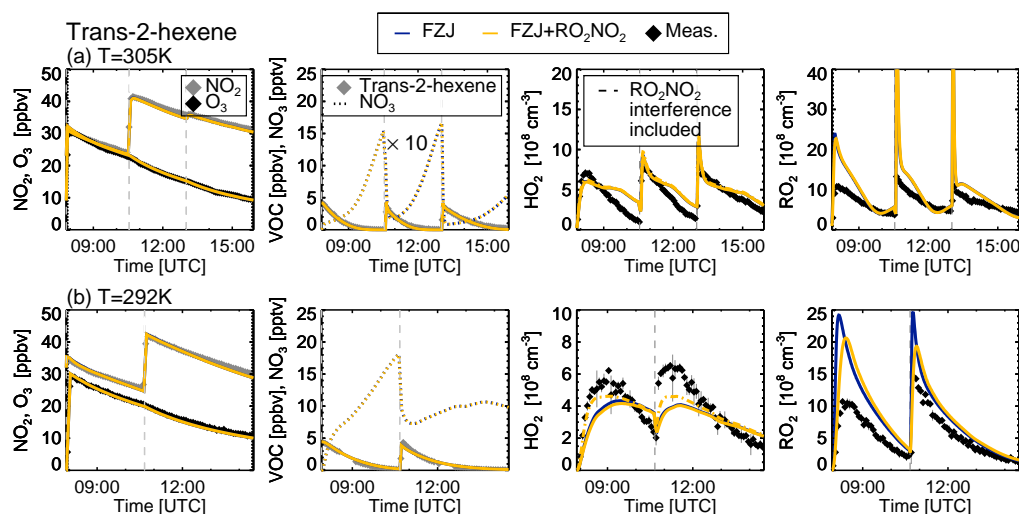 Trans-2-hexene
FZJ FZJ+RO2NO2 Meas.
(a) T=305K
NO2
O3
Trans-2-hexene
NO3
RO2NO2
interference
included
× 10
NO2, O3 [ppbv]
50
40
30
20
10
0
09:00 12:00 15:00
Time [UTC]
VOC [ppbv], NO3 [pptv]
25
20
15
10
5
0
09:00 12:00 15:00
Time [UTC]
HO2 [10^8 cm^-3]
10
8
6
4
2
0
09:00 12:00 15:00
Time [UTC]
RO2 [10^8 cm^-3]
40
30
20
10
0
09:00 12:00 15:00
Time [UTC]
(b) T=292K
NO2, O3 [ppbv]
50
40
30
20
10
0
09:00 12:00
Time [UTC]
VOC [ppbv], NO3 [pptv]
25
20
15
10
5
0
09:00 12:00
Time [UTC]
HO2 [10^8 cm^-3]
10
8
6
4
2
0
09:00 12:00
Time [UTC]
RO2 [10^8 cm^-3]
25
20
15
10
5
0
09:00 12:00
Time [UTC]